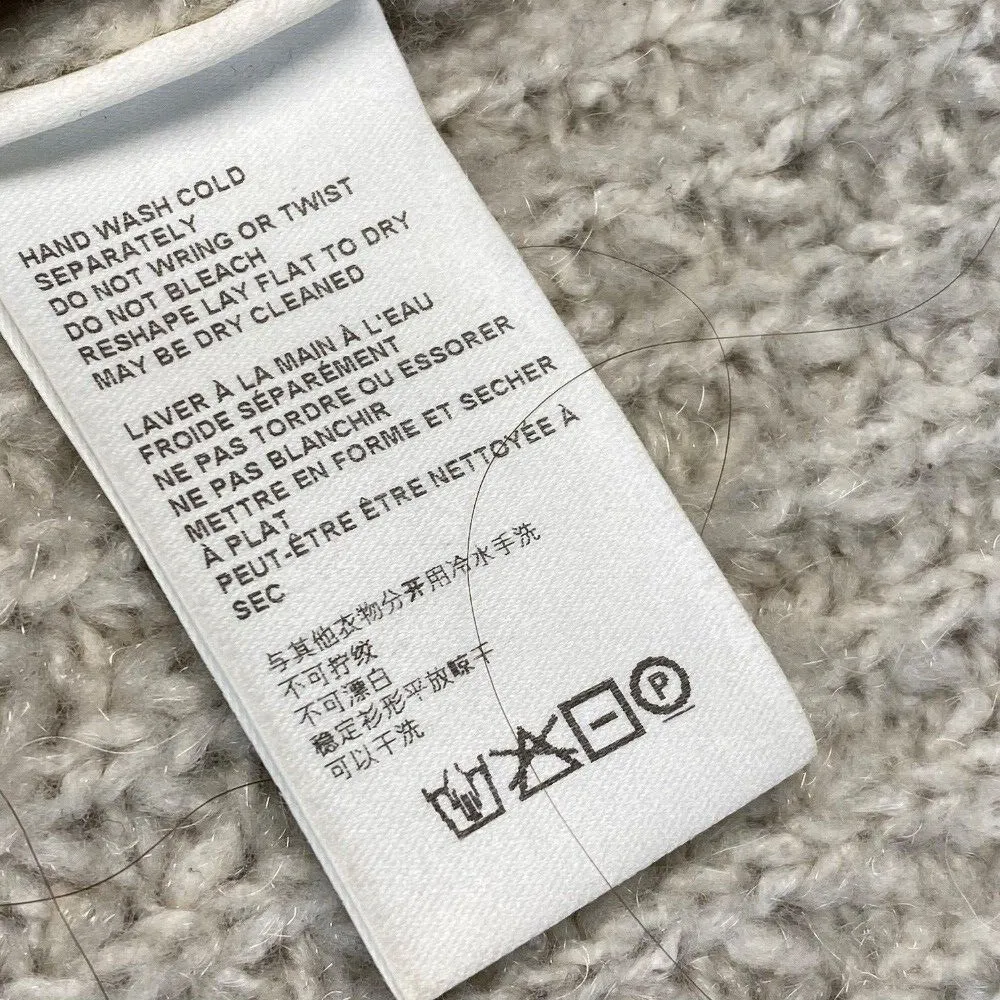 HAND WASH COLD
SEPARATELY
DO NOT WRING OR TWIST
DO NOT BLEACH
RESHAPE LAY FLAT TO DRY
MAY BE DRY CLEANED
LAVER À LA MAIN À L'EAU
FROIDE SÉPARÉMENT
NE PAS TORDRE OU ESSORER
NE PAS BLANCHIR
METTRE EN FORME ET SECHER
À PLAT
PEUT-ÊTRE ÊTRE NETTOYÉE À
SEC
与其他衣物分开用冷水手洗
不可拧绞
不可漂白
稳定衫形平放晾干
可以干洗
P